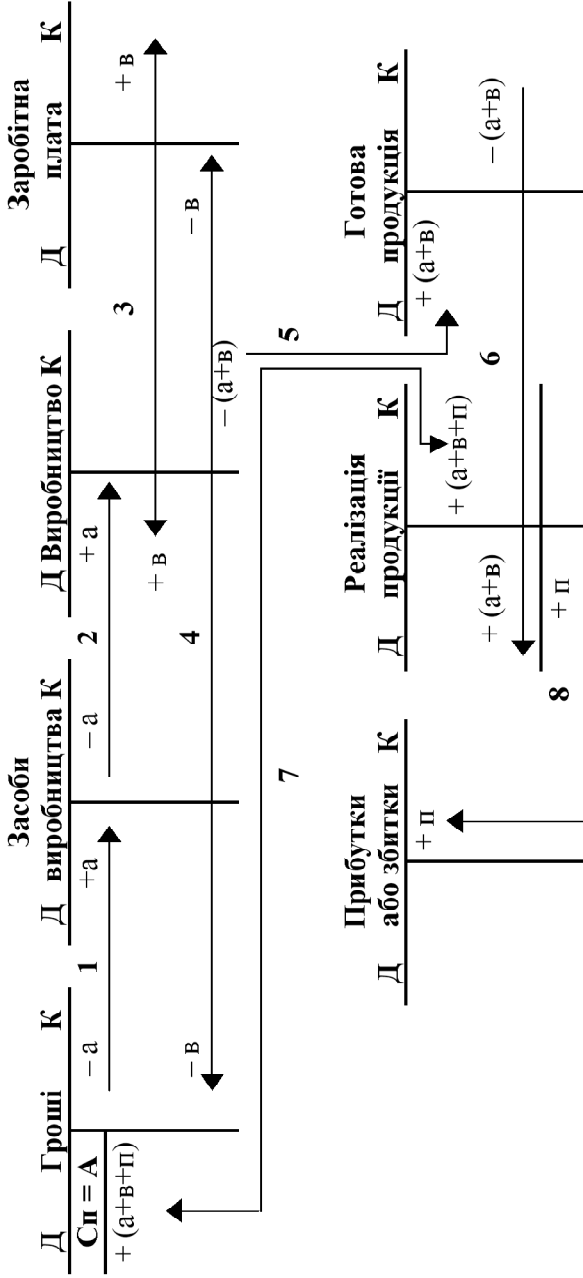 Д Гроші К
Сп = А
+ (а+в+п)
– а
– в
1
Засоби
Д виробництва К
+а
– а
2
Д Виробництво К
+ а
+ в
– (а+в)
3
4
Заробітна
Д плата К
– в
+ в
5
7
Прибутки
Д або збитки К
+ п
8
Реалізація
Д продукції К
+ (а+в)
+ (а+в+п)
+ п
6
Готова
Д продукція К
+ (а+в)
– (а+в)